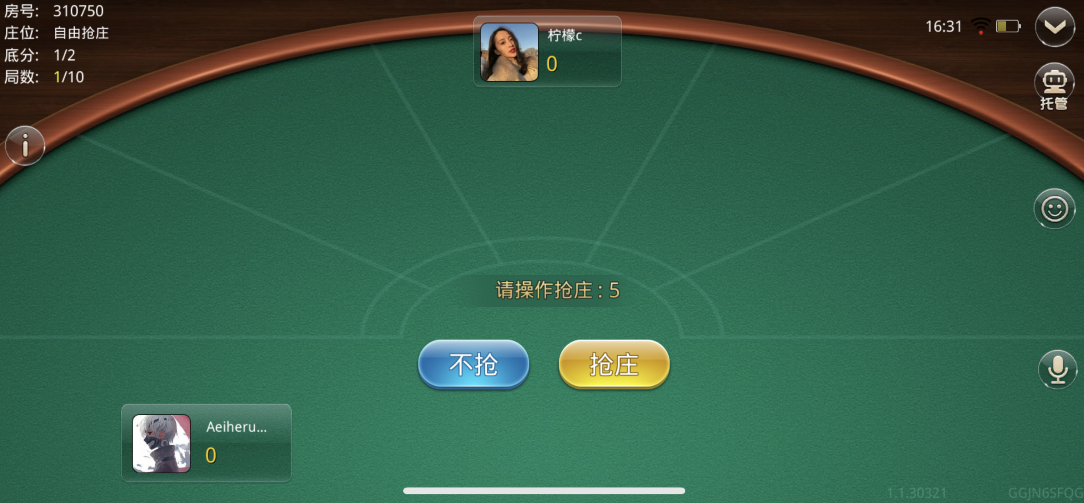 房号: 310750
庄位: 自由抢庄
底分: 1/2
局数: 1/10
柠檬c
0
16:31
托管
请操作抢庄 : 5
不抢
抢庄
Aeiheru...
0
1.1.30321
GGJN6SFQG